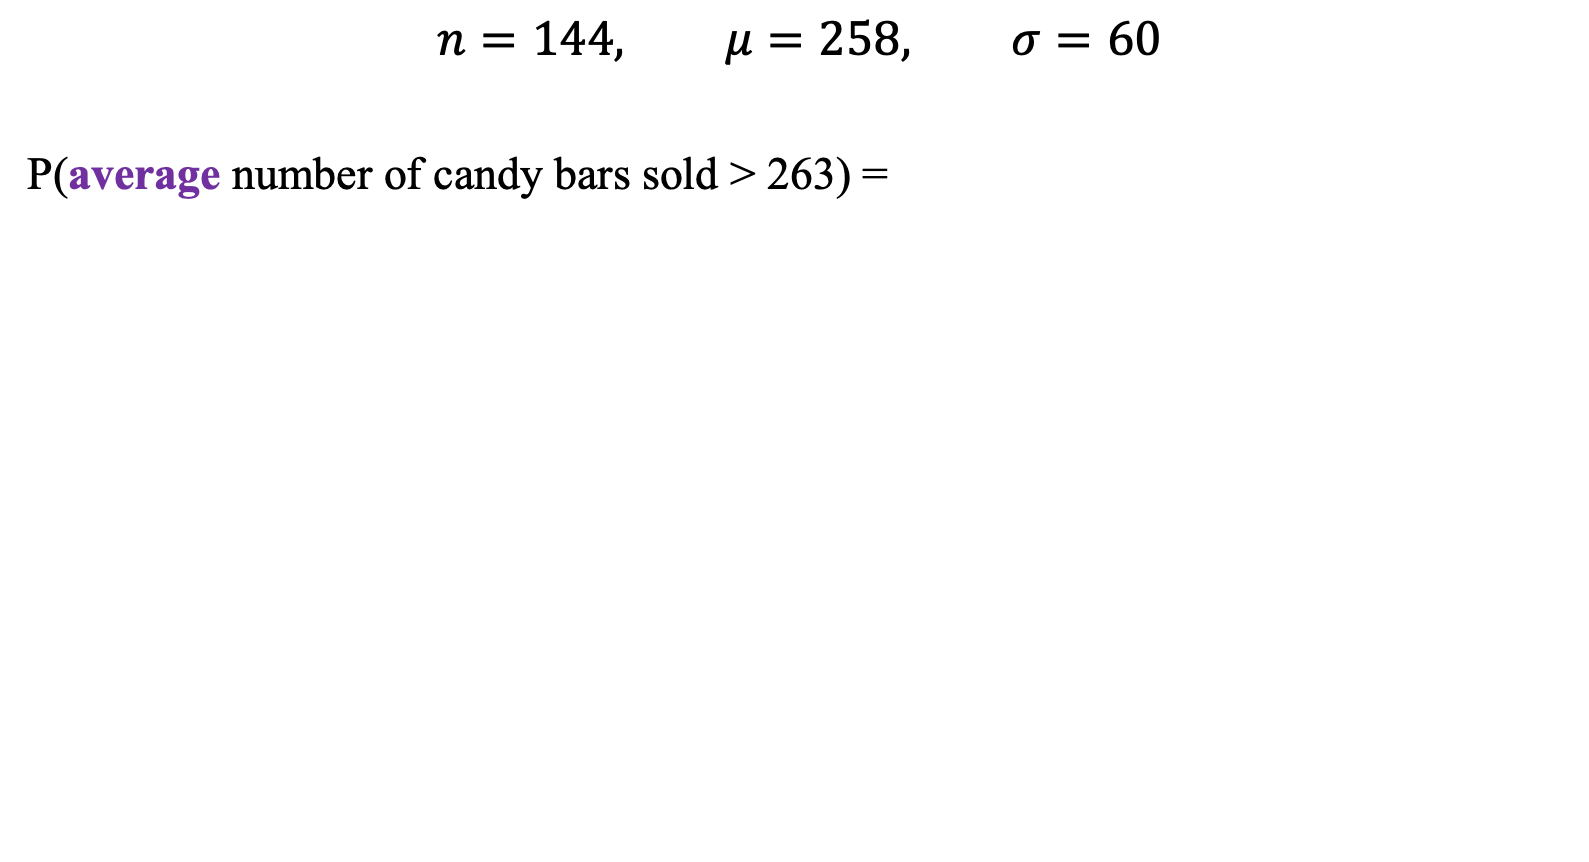 n = 144, μ = 258, σ = 60
P(average number of candy bars sold > 263) =